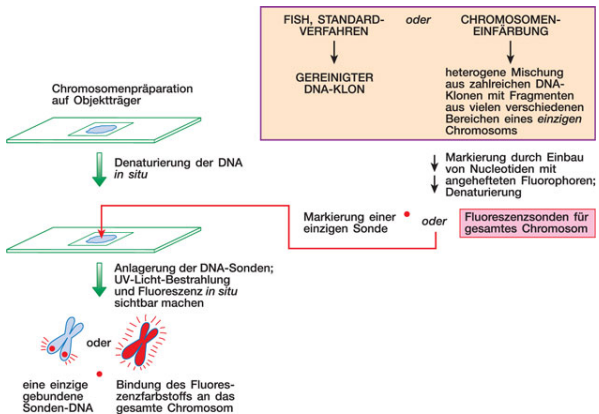 FISH, STANDARD-
VERFAHREN
oder
CHROMOSOMEN-
EINFÄRBUNG
GEREINIGTER
DNA-KLON
heterogene Mischung
aus zahlreichen DNA-
Klonen mit Fragmenten
aus vielen verschiedenen
Bereichen eines einzigen
Chromosoms
Chromosomenpräparation
auf Objektträger
Denaturierung der DNA
in situ
Markierung durch Einbau
von Nucleotiden mit
angehefteten Fluorophoren;
Denaturierung
Markierung einer
einzigen Sonde
oder
Fluoreszenzsonden für
gesamtes Chromosom
Anlagerung der DNA-Sonden;
UV-Licht-Bestrahlung
und Fluoreszenz in situ
sichtbar machen
oder
eine einzige
gebundene
Sonden-DNA
Bindung des Fluores-
zenzfarbstoffs an das
gesamte Chromosom